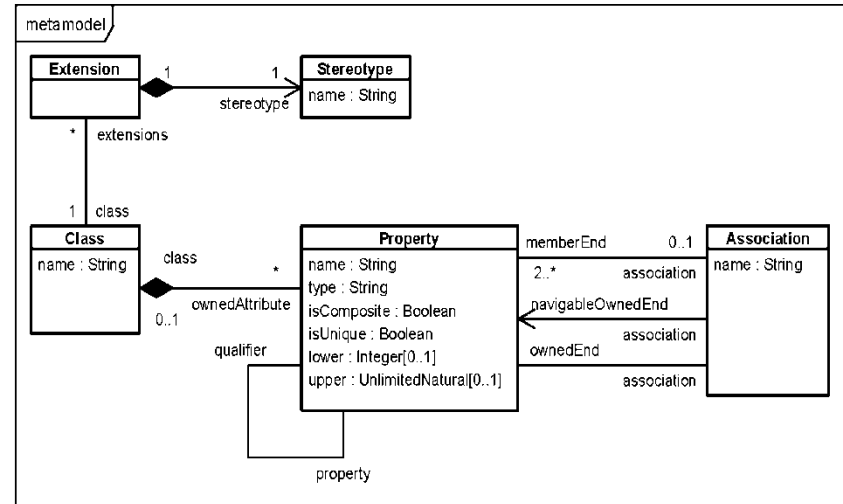 metamodel
Extension
1
1
Stereotype
name : String
stereotype
* extensions
1 class
Class
name : String
class
*
0..1
ownedAttribute
Property
name : String
type : String
isComposite : Boolean
isUnique : Boolean
lower : Integer[0..1]
upper : UnlimitedNatural[0..1]
qualifier
property
memberEnd
0..1
2..*
association
navigableOwnedEnd
association
ownedEnd
association
Association
name : String